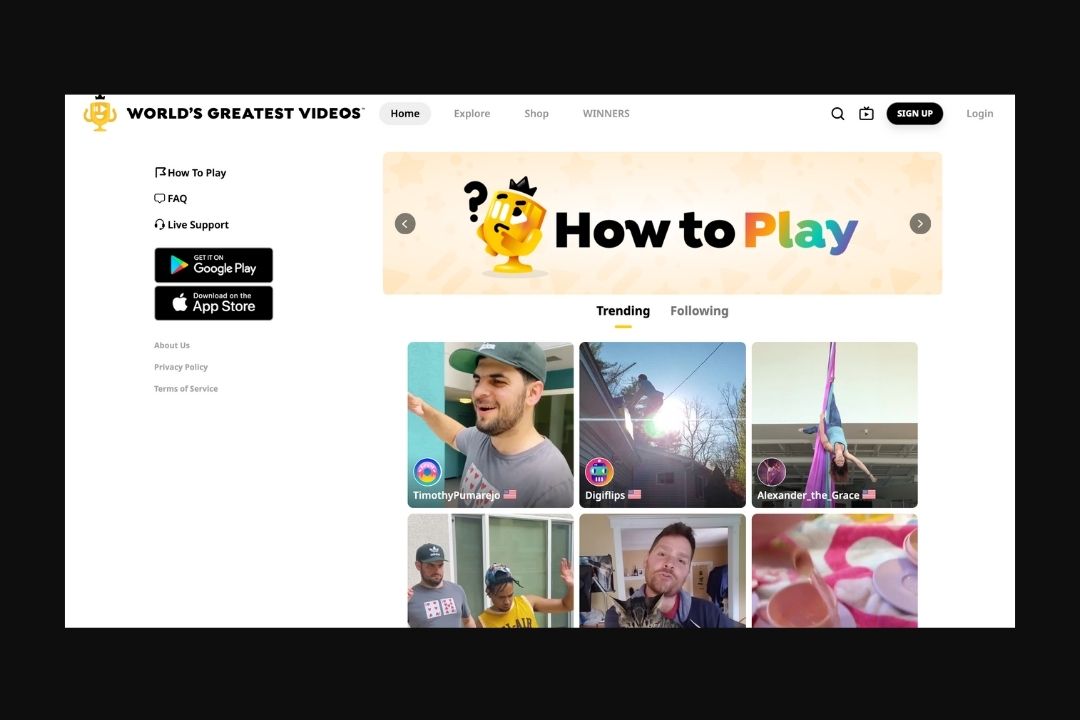 WORLD'S GREATEST VIDEOS™
Home
Explore
Shop
WINNERS
SIGN UP
Login
How To Play
FAQ
Live Support
GET IT ON
Google Play
Download on the
App Store
About Us
Privacy Policy
Terms of Service
?
How to Play
Trending
Following
TimothyPumarejo
Digiflips
Alexander_the_Grace